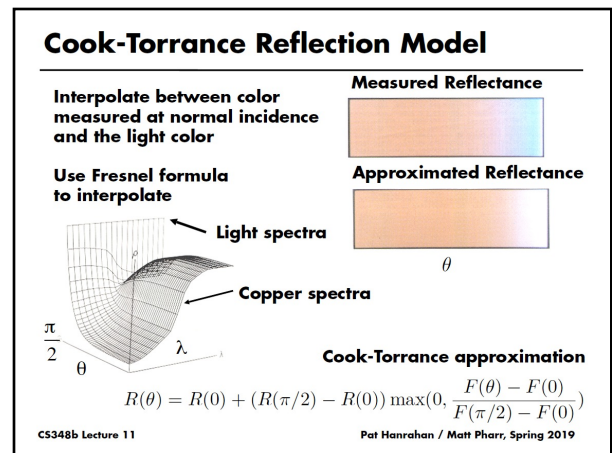 Cook-Torrance Reflection Model
Interpolate between color
measured at normal incidence
and the light color
Use Fresnel formula
to interpolate
Measured Reflectance
Approximated Reflectance
θ
Light spectra
ρ
Copper spectra
π/2
θ
λ
λ
Cook-Torrance approximation
R(θ) = R(0) + (R(π/2) − R(0)) max(0, (F(θ) − F(0))/(F(π/2) − F(0)))
CS348b Lecture 11
Pat Hanrahan / Matt Pharr, Spring 2019